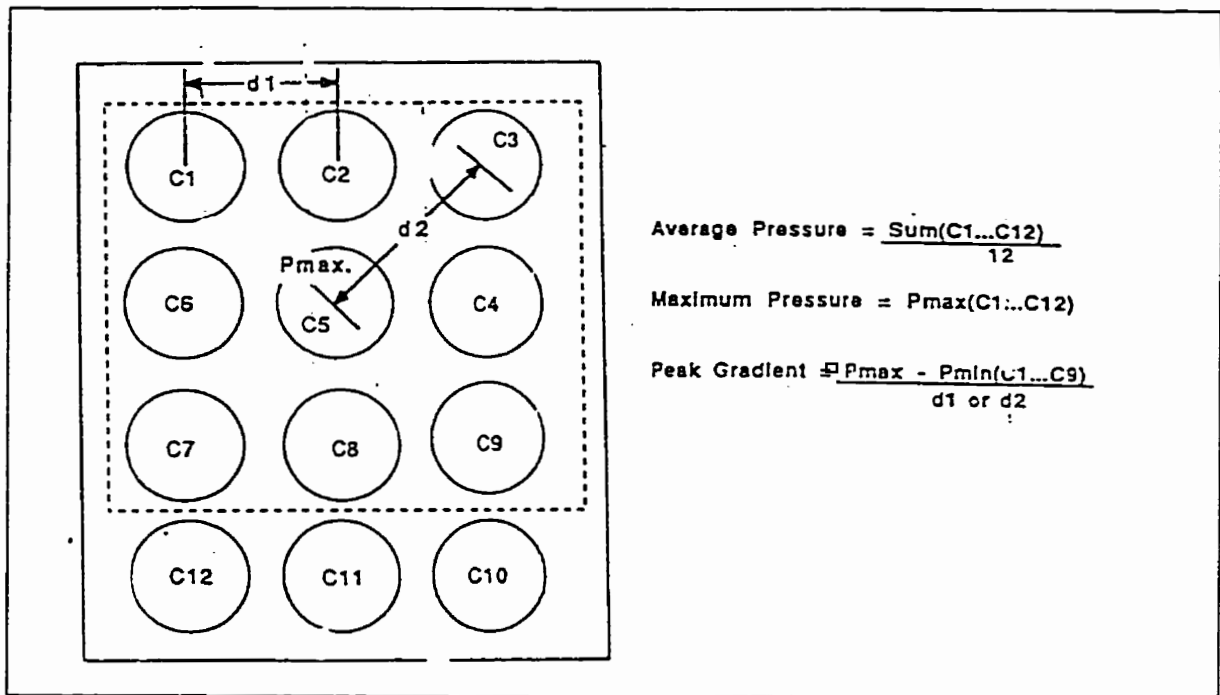 d1
C1 C2 C3
d2
Pmax.
C6 C5 C4
C7 C8 C9
C12 C11 C10
Average Pressure = Sum(C1...C12)
12
Maximum Pressure = Pmax(C1:..C12)
Peak Gradient = Pmax - Pmin(C1...C9)
d1 or d2